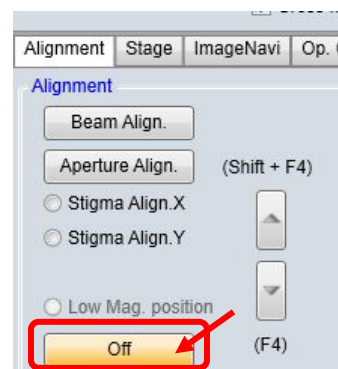 Alignment Stage ImageNavi Op.
Alignment
Beam Align.
Aperture Align. (Shift + F4)
Stigma Align.X
Stigma Align.Y
Low Mag. position
Off (F4)